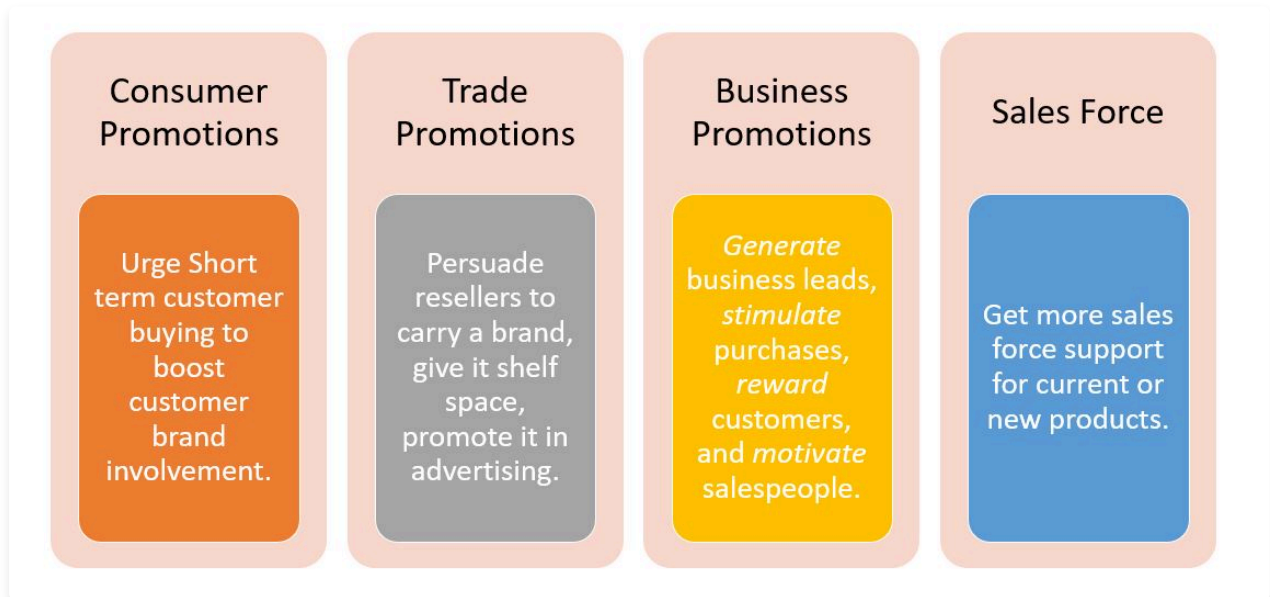 Consumer
Promotions
Urge Short
term customer
buying to
boost
customer
brand
involvement.
Trade
Promotions
Persuade
resellers to
carry a brand,
give it shelf
space,
promote it in
advertising.
Business
Promotions
Generate
business leads,
stimulate
purchases,
reward
customers,
and motivate
salespeople.
Sales Force
Get more sales
force support
for current or
new products.